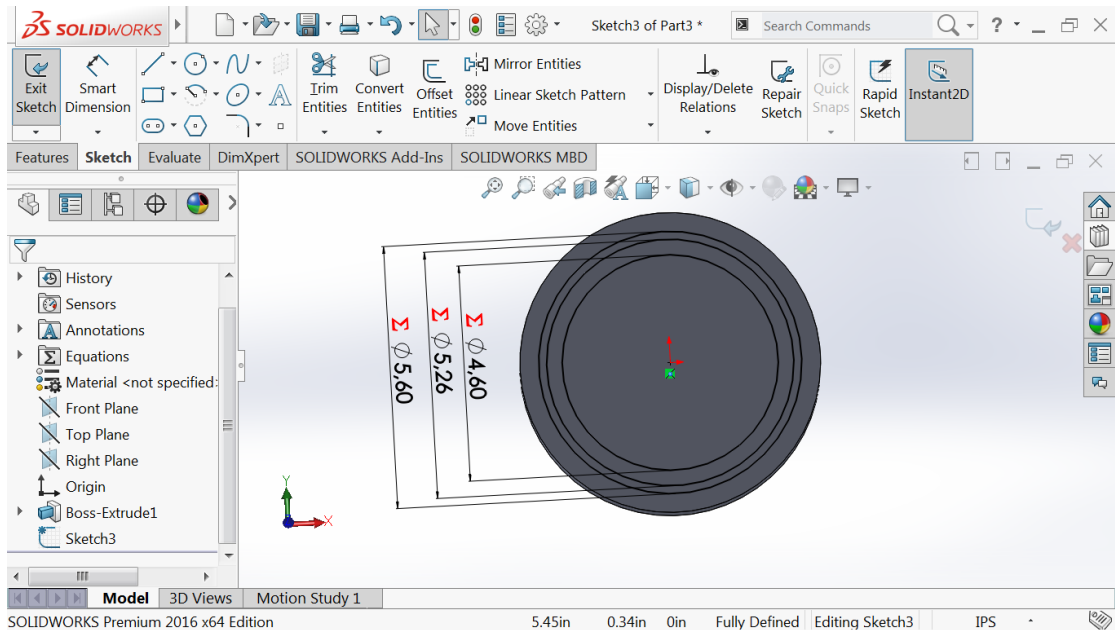 SOLIDWORKS
Sketch3 of Part3 *
Search Commands
?
Exit Sketch
Smart Dimension
Trim Entities
Convert Entities
Offset Entities
Mirror Entities
Linear Sketch Pattern
Move Entities
Display/Delete Relations
Repair Sketch
Quick Snaps
Rapid Sketch
Instant2D
Features Sketch Evaluate DimXpert SOLIDWORKS Add-Ins SOLIDWORKS MBD
History
Sensors
Annotations
Equations
Material <not specified>
Front Plane
Top Plane
Right Plane
Origin
Boss-Extrude1
Sketch3
Σ ∅5,60
Σ ∅5,26
Σ ∅4,60
Y
X
Model 3D Views Motion Study 1
SOLIDWORKS Premium 2016 x64 Edition 5.45in 0.34in 0in Fully Defined Editing Sketch3 IPS